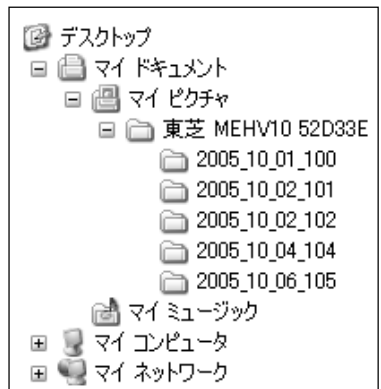 デスクトップ
マイ ドキュメント
マイ ピクチャ
東芝 MEHV10 52D33E
2005_10_01_100
2005_10_02_101
2005_10_02_102
2005_10_04_104
2005_10_06_105
マイ ミュージック
マイ コンピュータ
マイ ネットワーク